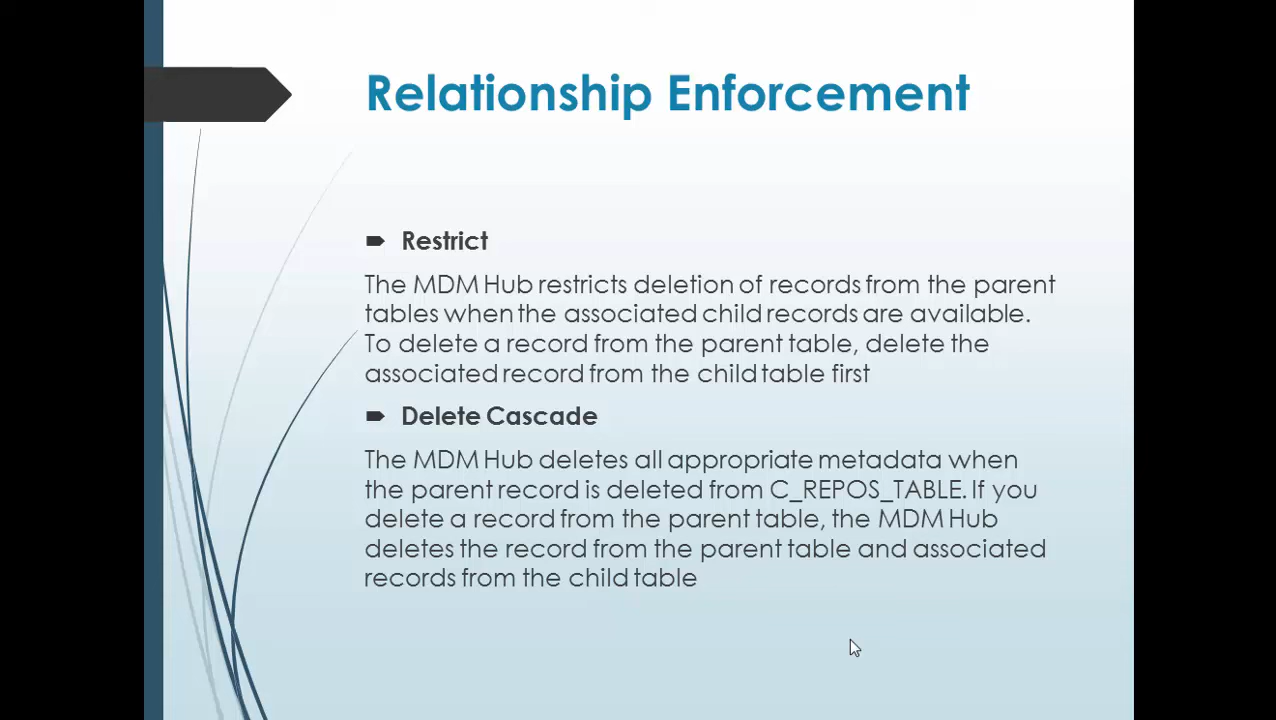 Relationship Enforcement
Restrict
The MDM Hub restricts deletion of records from the parent
tables when the associated child records are available.
To delete a record from the parent table, delete the
associated record from the child table first
Delete Cascade
The MDM Hub deletes all appropriate metadata when
the parent record is deleted from C_REPOS_TABLE. If you
delete a record from the parent table, the MDM Hub
deletes the record from the parent table and associated
records from the child table